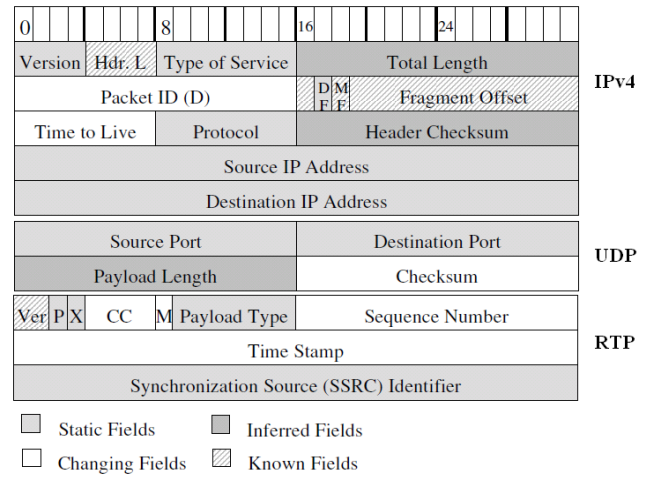 0 8 16 24
Version Hdr. L Type of Service Total Length
IPv4
Packet ID (D) D F M F Fragment Offset
Time to Live Protocol Header Checksum
Source IP Address
Destination IP Address
Source Port Destination Port
UDP
Payload Length Checksum
Ver P X CC M Payload Type Sequence Number
RTP
Time Stamp
Synchronization Source (SSRC) Identifier
Static Fields Inferred Fields
Changing Fields Known Fields